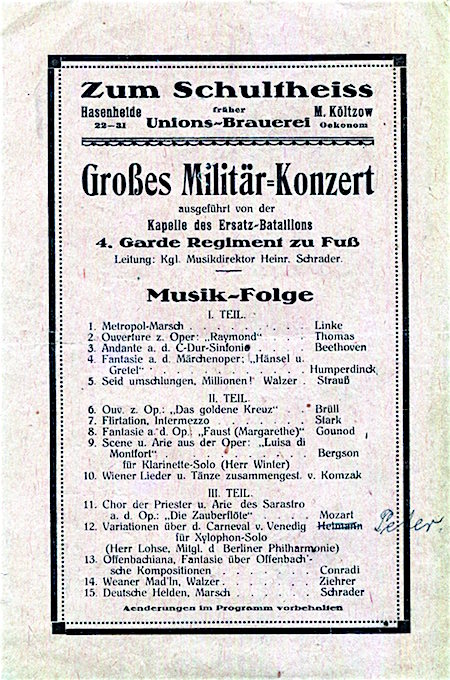 Zum Schultheiss
Hasenheide früher M. Költzow
22—31 Unions-Brauerei Oekonom
Großes Militär=Konzert
ausgeführt von der
Kapelle des Ersatz-Bataillons
4. Garde Regiment zu Fuß
Leitung: Kgl. Musikdirektor Heinr. Schrader.
Musik-Folge
I. TEIL.
1. Metropol-Marsch . . . . . . . . . Linke
2. Ouverture z. Oper: „Raymond" . . . . Thomas
3. Andante a. d. C-Dur-Sinfonie . . . . Beethoven
4. Fantasie a. d. Märchenoper: „Hänsel u.
Gretel" . . . . . . . . . . . Humperdinck
5. Seid umschlungen, Millionen! Walzer . Strauß
II. TEIL.
6. Ouv. z. Op.: „Das goldene Kreuz" . . Brüll
7. Flirtation, Intermezzo . . . . . . Stark
8. Fantasie a. d. Op.: „Faust (Margarethe)" Gounod
9. Scene u. Arie aus der Oper: „Luisa di
Montfort" . . . . . . . . . . Bergson
für Klarinette-Solo (Herr Winter)
10. Wiener Lieder u. Tänze zusammengest. v. Komzak
III. TEIL.
11. Chor der Priester u. Arie des Sarastro
a. d. Op.: „Die Zauberflöte" . . . . Mozart
12. Variationen über d. Carneval v. Venedig Heimann Peter.
für Xylophon-Solo
(Herr Lohse, Mitgl. d Berliner Philharmonie)
13. Offenbachiana, Fantasie über Offenbach'
sche Kompositionen . . . . . . Conradi
14. Weaner Mad'ln, Walzer . . . . . . Ziehrer
15. Deutsche Helden, Marsch . . . . . Schrader
Aenderungen im Programm vorbehalten